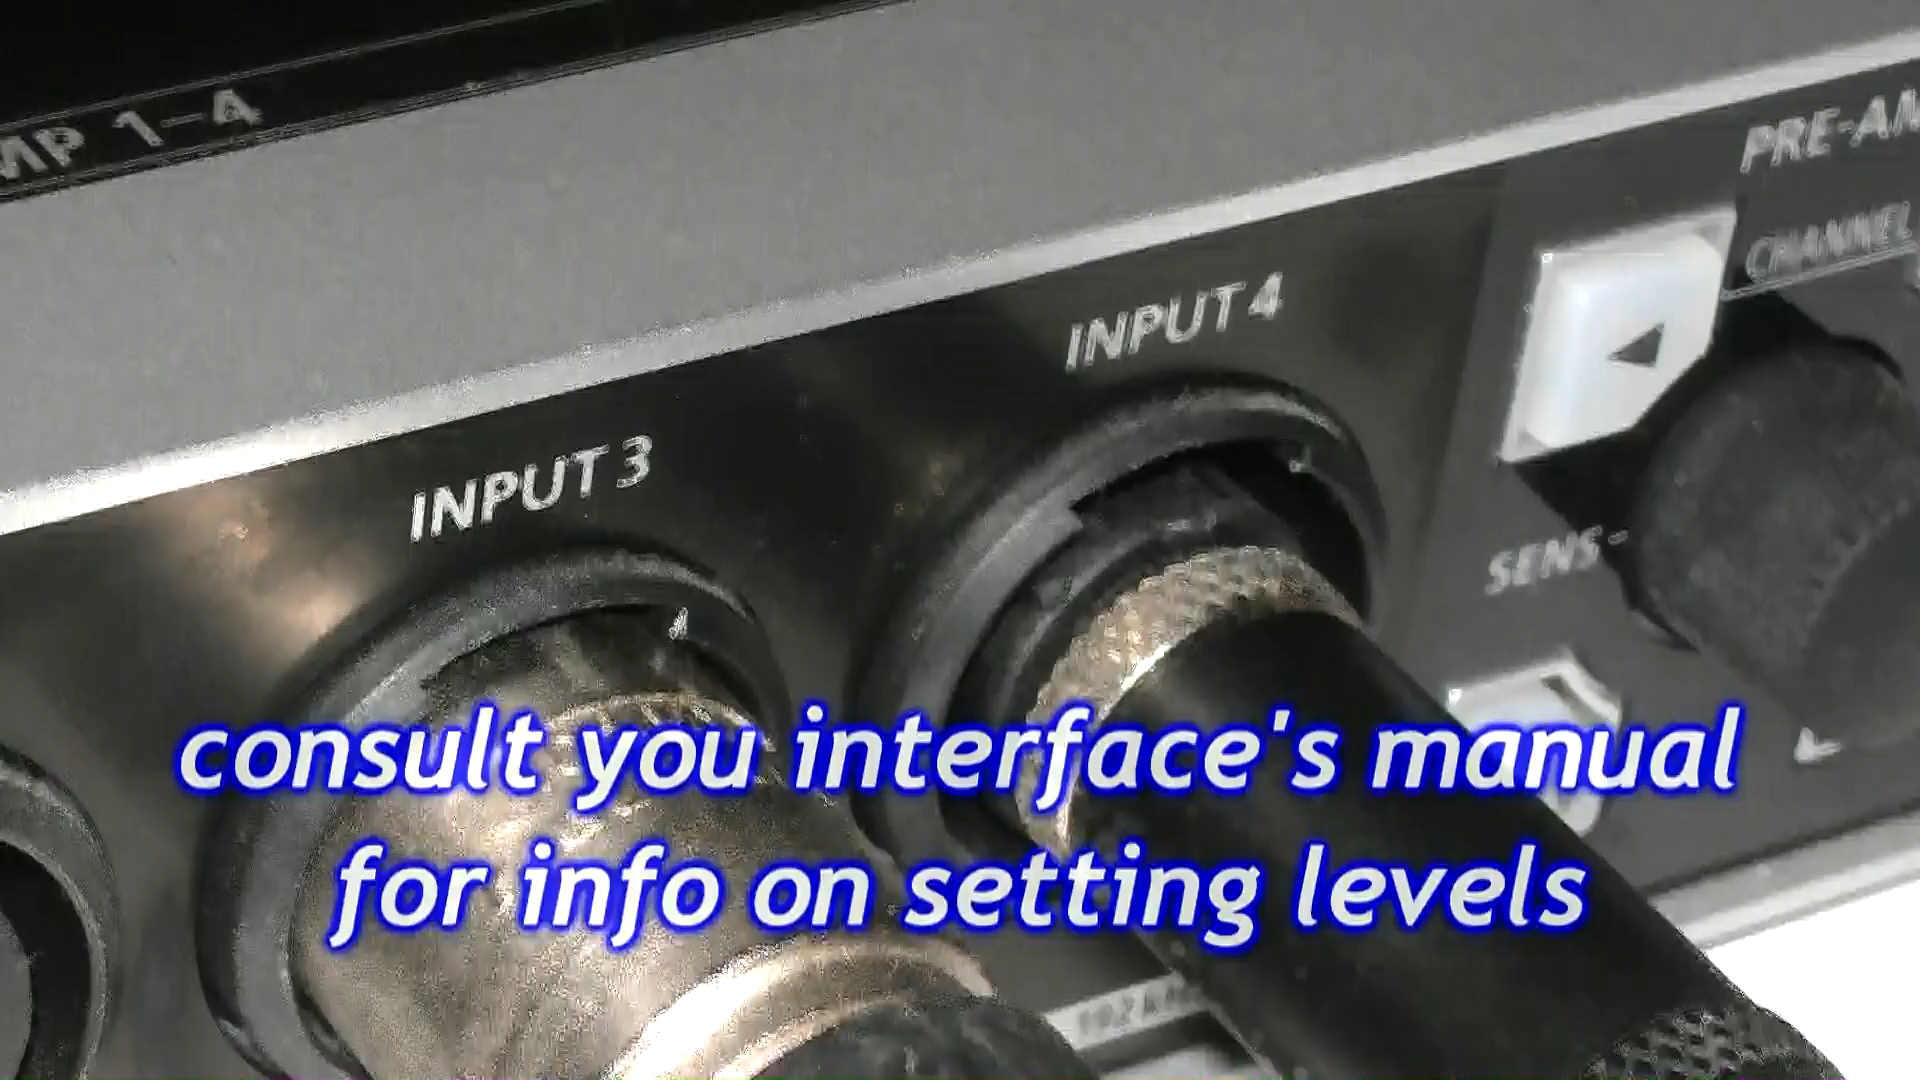 1-4
PRE-AM
CHANNEL
INPUT 4
INPUT 3
SENS -
consult you interface's manual
for info on setting levels